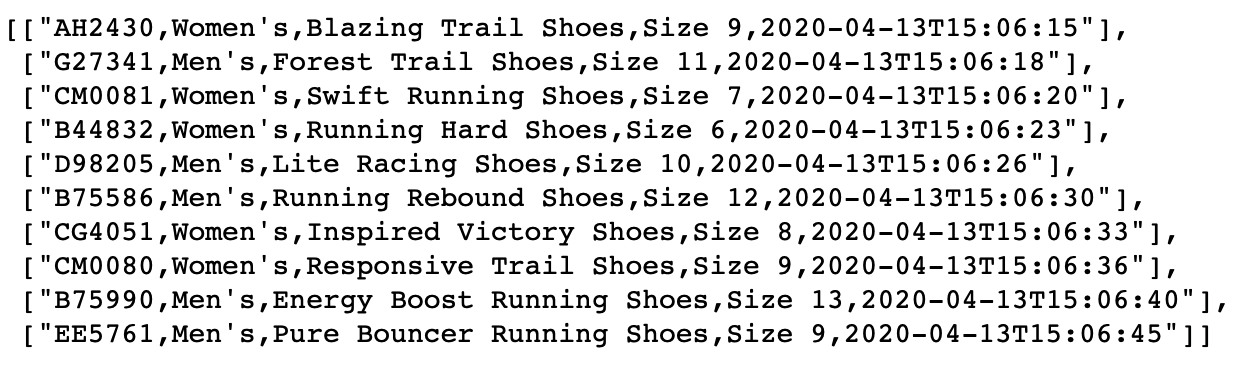 [["AH2430,Women's,Blazing Trail Shoes,Size 9,2020-04-13T15:06:15"],
["G27341,Men's,Forest Trail Shoes,Size 11,2020-04-13T15:06:18"],
["CM0081,Women's,Swift Running Shoes,Size 7,2020-04-13T15:06:20"],
["B44832,Women's,Running Hard Shoes,Size 6,2020-04-13T15:06:23"],
["D98205,Men's,Lite Racing Shoes,Size 10,2020-04-13T15:06:26"],
["B75586,Men's,Running Rebound Shoes,Size 12,2020-04-13T15:06:30"],
["CG4051,Women's,Inspired Victory Shoes,Size 8,2020-04-13T15:06:33"],
["CM0080,Women's,Responsive Trail Shoes,Size 9,2020-04-13T15:06:36"],
["B75990,Men's,Energy Boost Running Shoes,Size 13,2020-04-13T15:06:40"],
["EE5761,Men's,Pure Bouncer Running Shoes,Size 9,2020-04-13T15:06:45"]]